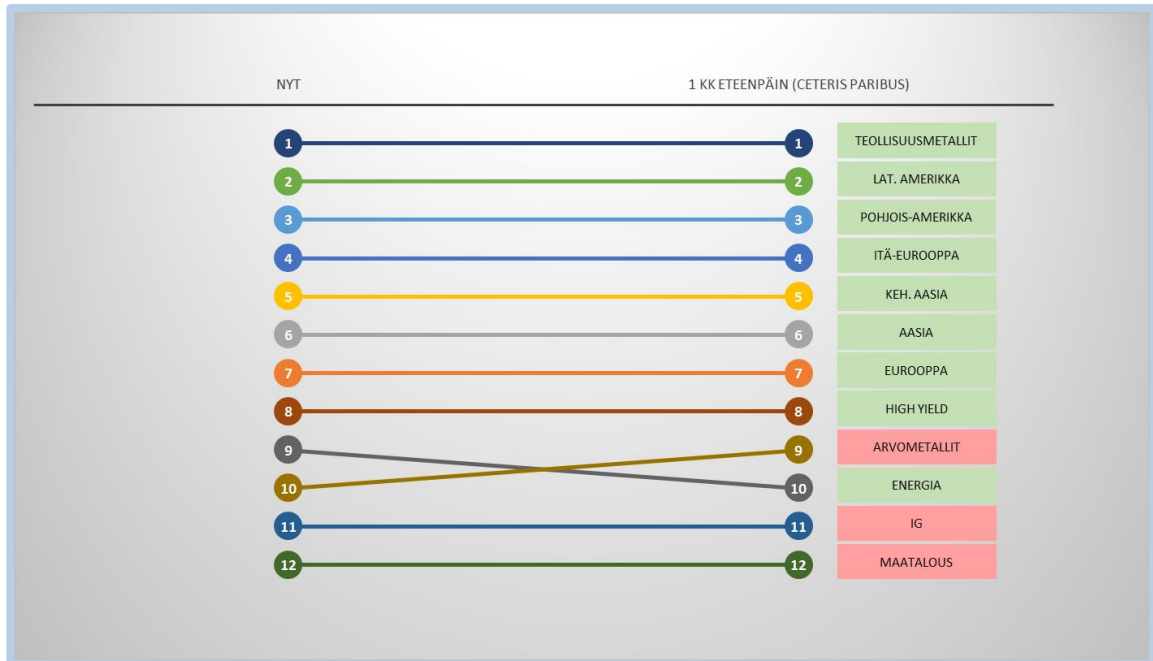 NYT 1 KK ETEENPÄIN (CETERIS PARIBUS)
1 1 TEOLLISUUSMETALLIT
2 2 LAT. AMERIKKA
3 3 POHJOIS-AMERIKKA
4 4 ITÄ-EUROOPPA
5 5 KEH. AASIA
6 6 AASIA
7 7 EUROOPPA
8 8 HIGH YIELD
9 9 ARVOMETALLIT
10 10 ENERGIA
11 11 IG
12 12 MAATALOUS